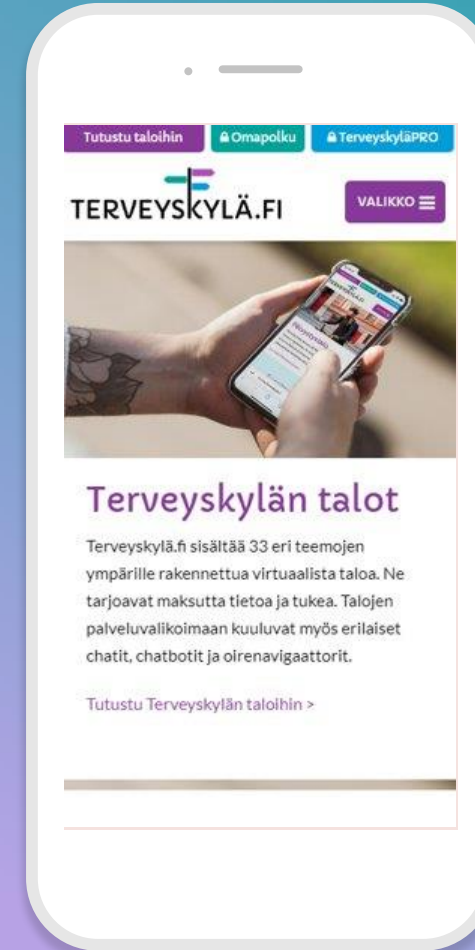 Tutustu taloihin
Omapolku
TerveyskyläPRO
TERVEYSKYLÄ.FI
VALIKKO
Terveyskylän talot
Terveyskylä.fi sisältää 33 eri teemojen
ympärille rakennettua virtuaalista taloa. Ne
tarjoavat maksutta tietoa ja tukea. Talojen
palveluvalikoimaan kuuluvat myös erilaiset
chatit, chatbotit ja oirenavigaattorit.
Tutustu Terveyskylän taloihin >